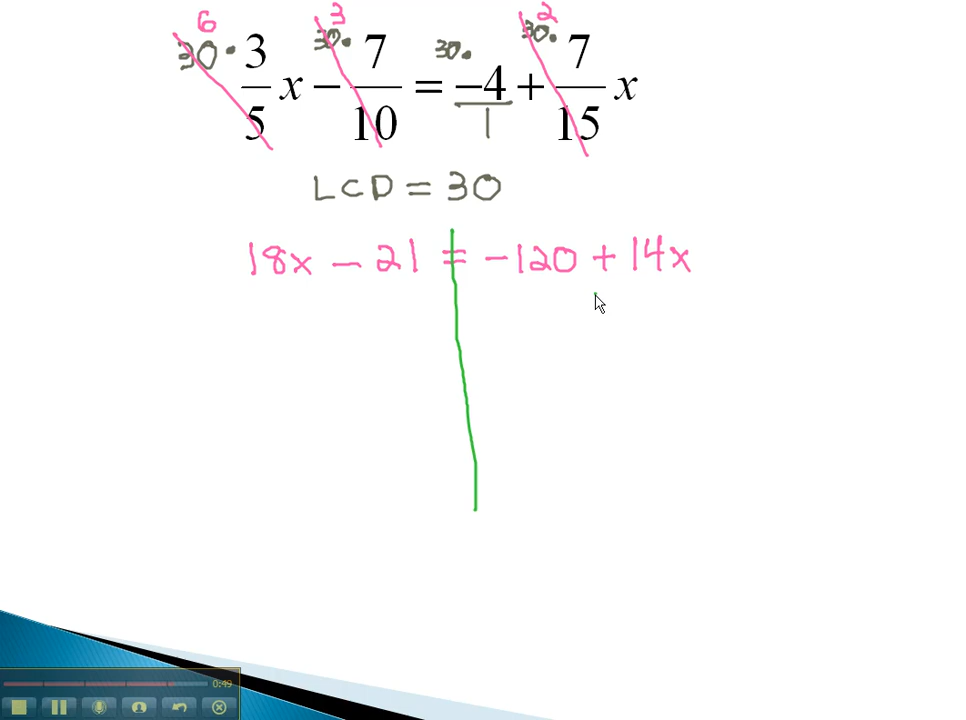 6 3 2
30 · 3/5 x − 30 · 7/10 = 30 · −4/1 + 30 · 7/15 x
LCD = 30
18x − 21 = −120 + 14x
0:49